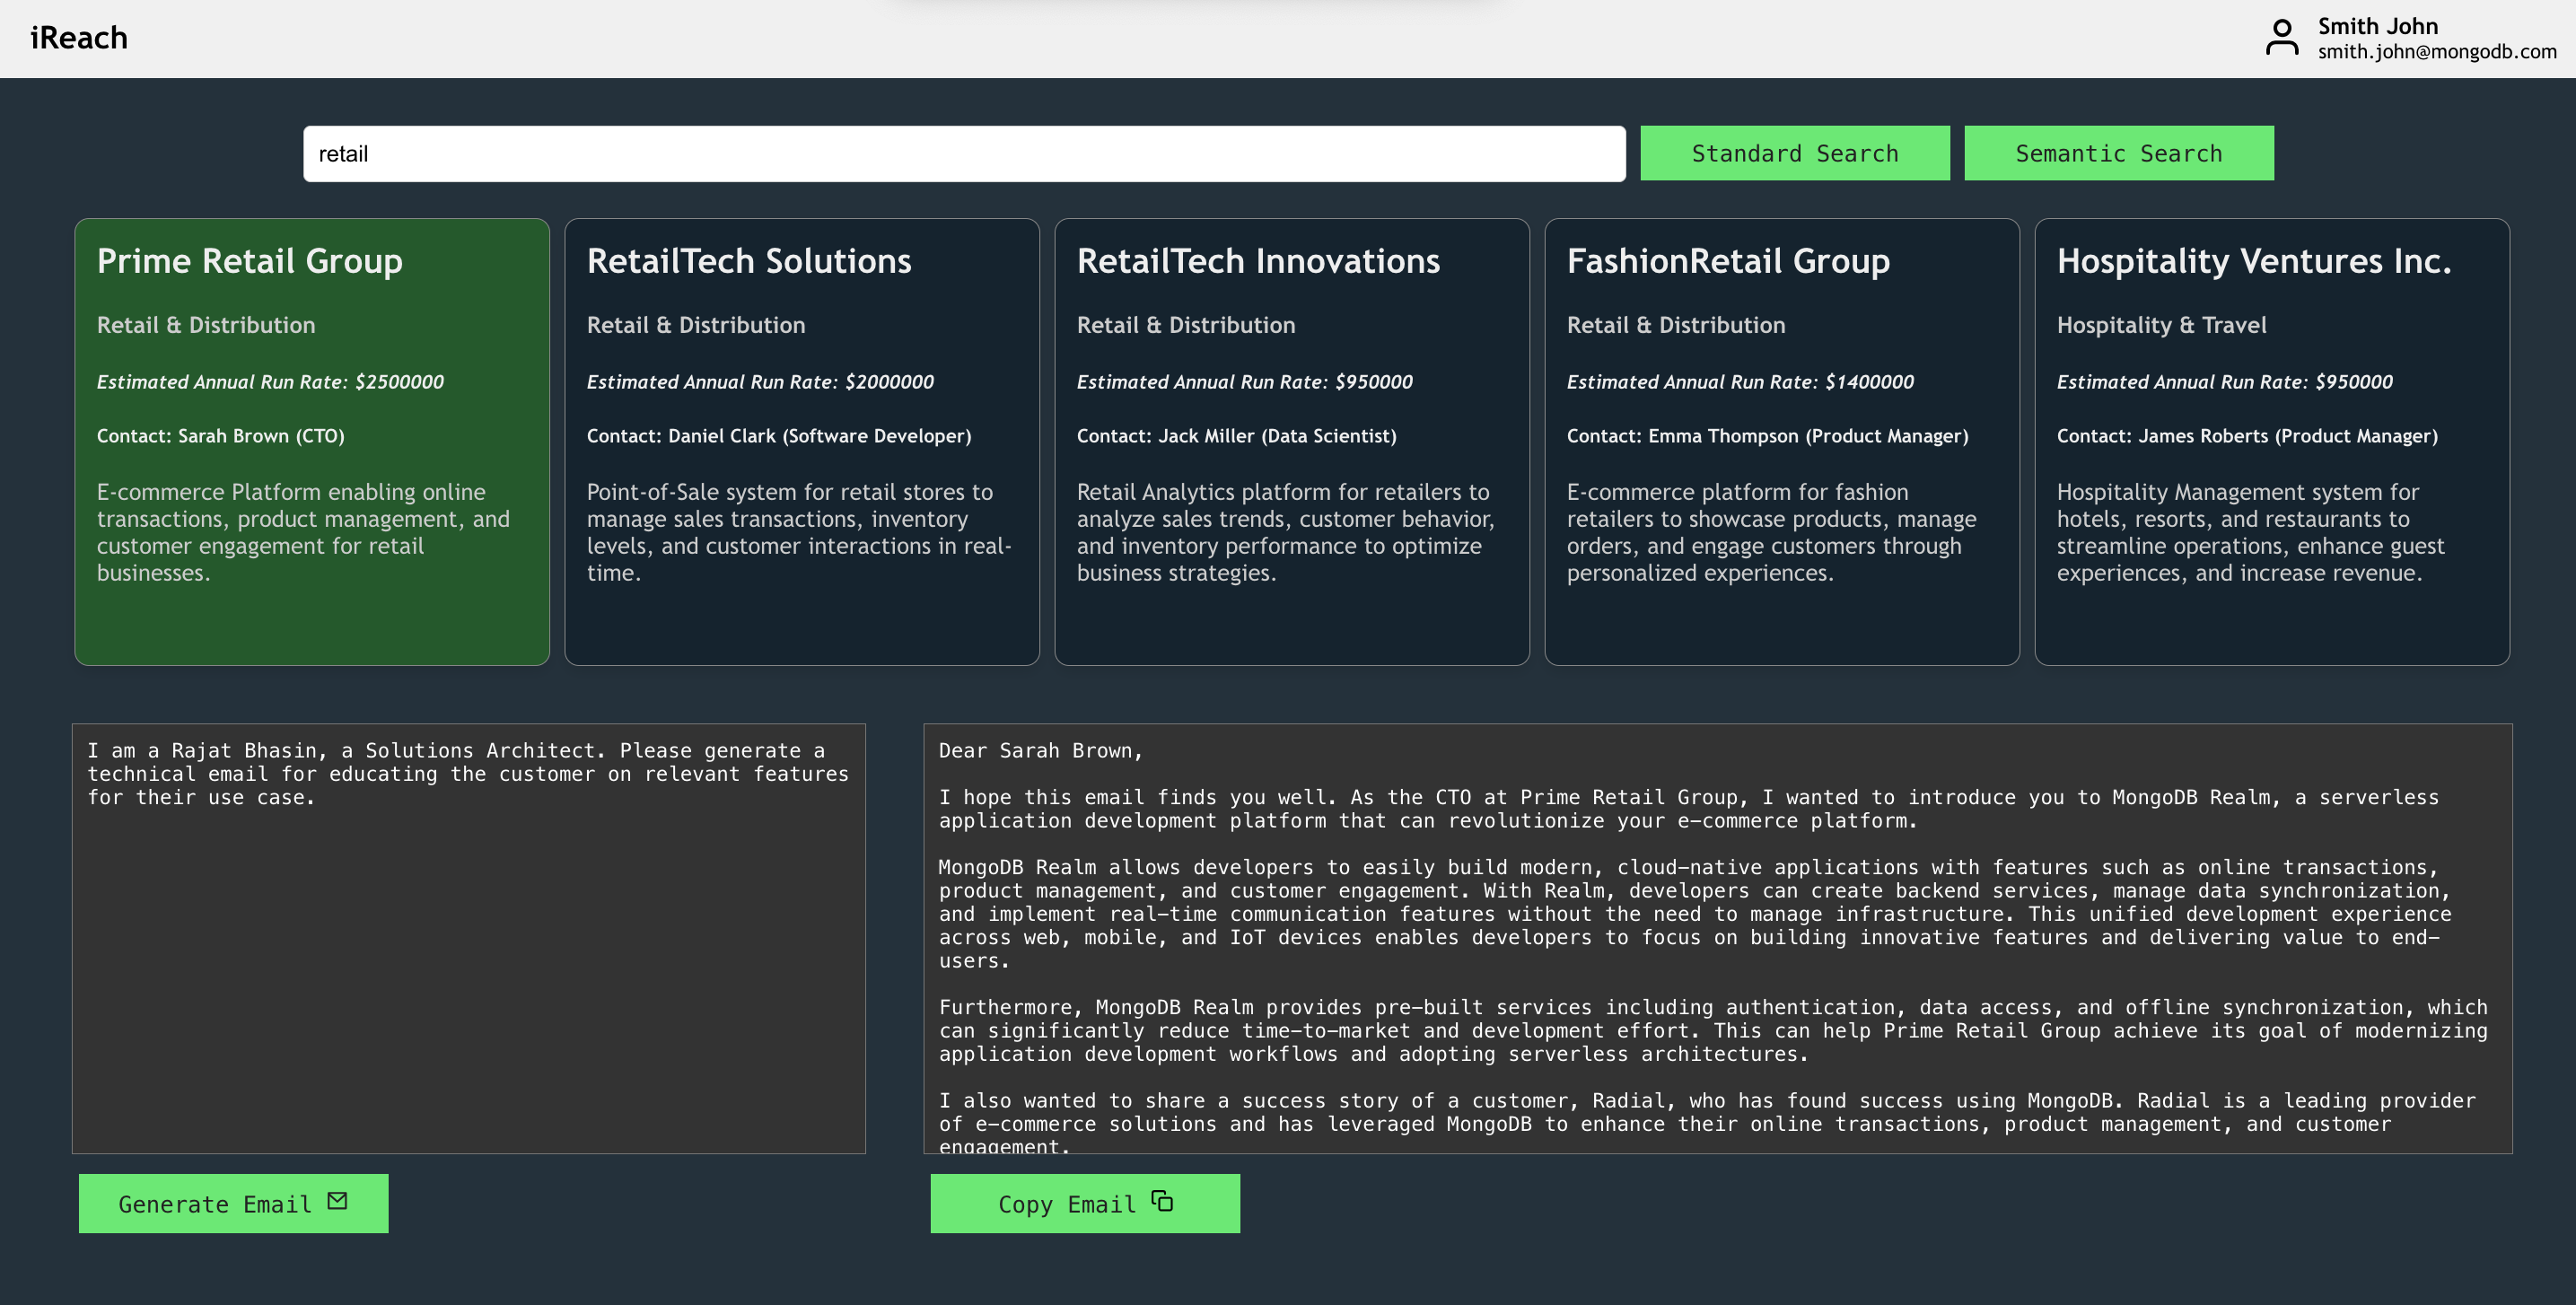 iReach
Smith John
smith.john@mongodb.com
retail
Standard Search
Semantic Search
Prime Retail Group
Retail & Distribution
Estimated Annual Run Rate: $2500000
Contact: Sarah Brown (CTO)
E-commerce Platform enabling online
transactions, product management, and
customer engagement for retail
businesses.
RetailTech Solutions
Retail & Distribution
Estimated Annual Run Rate: $2000000
Contact: Daniel Clark (Software Developer)
Point-of-Sale system for retail stores to
manage sales transactions, inventory
levels, and customer interactions in real-
time.
RetailTech Innovations
Retail & Distribution
Estimated Annual Run Rate: $950000
Contact: Jack Miller (Data Scientist)
Retail Analytics platform for retailers to
analyze sales trends, customer behavior,
and inventory performance to optimize
business strategies.
FashionRetail Group
Retail & Distribution
Estimated Annual Run Rate: $1400000
Contact: Emma Thompson (Product Manager)
E-commerce platform for fashion
retailers to showcase products, manage
orders, and engage customers through
personalized experiences.
Hospitality Ventures Inc.
Hospitality & Travel
Estimated Annual Run Rate: $950000
Contact: James Roberts (Product Manager)
Hospitality Management system for
hotels, resorts, and restaurants to
streamline operations, enhance guest
experiences, and increase revenue.
I am a Rajat Bhasin, a Solutions Architect. Please generate a
technical email for educating the customer on relevant features
for their use case.
Dear Sarah Brown,
I hope this email finds you well. As the CTO at Prime Retail Group, I wanted to introduce you to MongoDB Realm, a serverless
application development platform that can revolutionize your e-commerce platform.
MongoDB Realm allows developers to easily build modern, cloud-native applications with features such as online transactions,
product management, and customer engagement. With Realm, developers can create backend services, manage data synchronization,
and implement real-time communication features without the need to manage infrastructure. This unified development experience
across web, mobile, and IoT devices enables developers to focus on building innovative features and delivering value to end-
users.
Furthermore, MongoDB Realm provides pre-built services including authentication, data access, and offline synchronization, which
can significantly reduce time-to-market and development effort. This can help Prime Retail Group achieve its goal of modernizing
application development workflows and adopting serverless architectures.
I also wanted to share a success story of a customer, Radial, who has found success using MongoDB. Radial is a leading provider
of e-commerce solutions and has leveraged MongoDB to enhance their online transactions, product management, and customer
engagement.
Generate Email
Copy Email